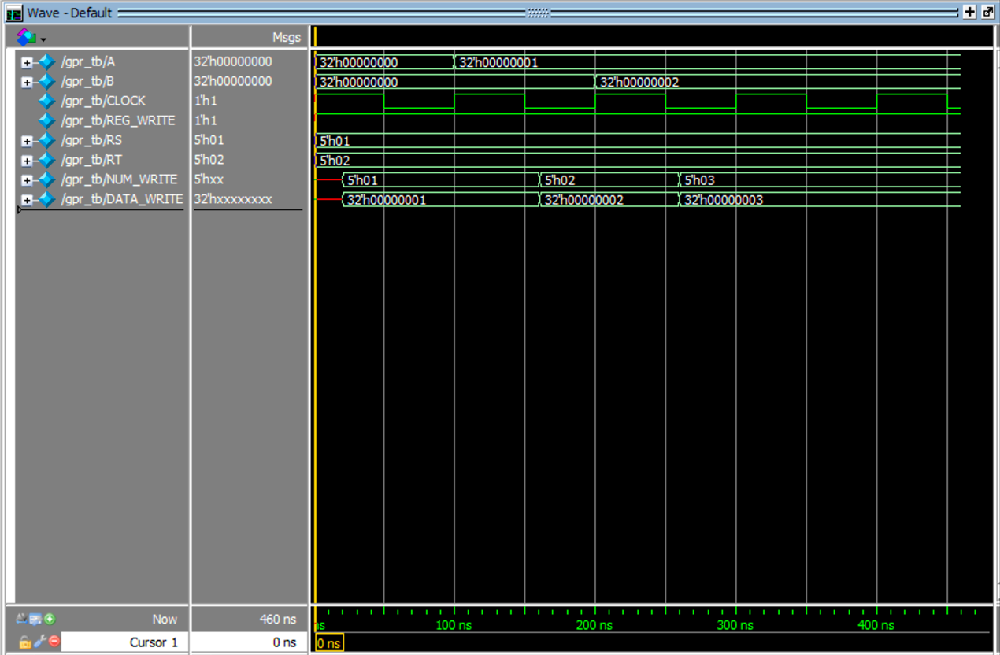 Wave - Default
Msgs
/gpr_tb/A 32'h00000000 32'h00000000 32'h00000001
/gpr_tb/B 32'h00000000 32'h00000000 32'h00000002
/gpr_tb/CLOCK 1'h1
/gpr_tb/REG_WRITE 1'h1
/gpr_tb/RS 5'h01 5'h01
/gpr_tb/RT 5'h02 5'h02
/gpr_tb/NUM_WRITE 5'hxx 5'h01 5'h02 5'h03
/gpr_tb/DATA_WRITE 32'hxxxxxxxx 32'h00000001 32'h00000002 32'h00000003
Now 460 ns ns 100 ns 200 ns 300 ns 400 ns
Cursor 1 0 ns 0 ns